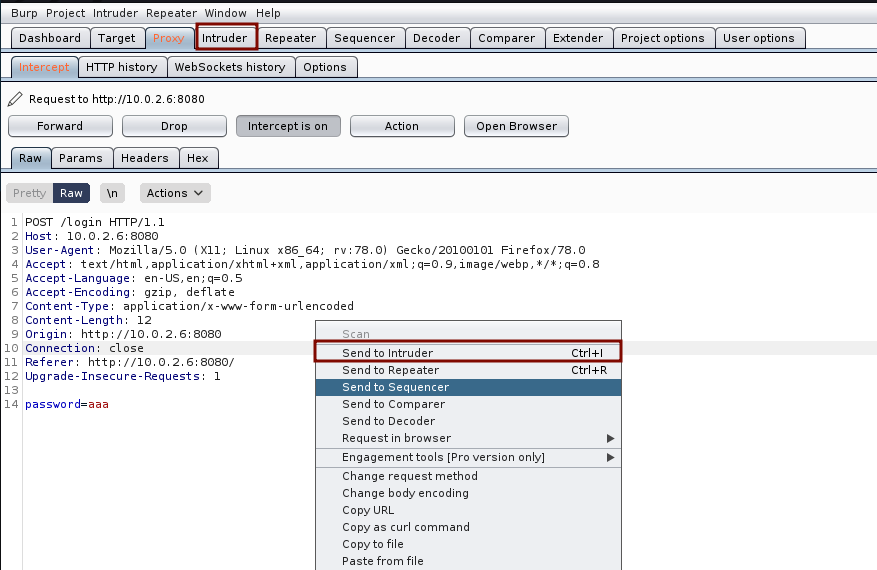 Burp Project Intruder Repeater Window Help
Dashboard Target Proxy Intruder Repeater Sequencer Decoder Comparer Extender Project options User options
Intercept HTTP history WebSockets history Options
Request to http://10.0.2.6:8080
Forward Drop Intercept is on Action Open Browser
Raw Params Headers Hex
Pretty Raw \n Actions
1 POST /login HTTP/1.1
2 Host: 10.0.2.6:8080
3 User-Agent: Mozilla/5.0 (X11; Linux x86_64; rv:78.0) Gecko/20100101 Firefox/78.0
4 Accept: text/html,application/xhtml+xml,application/xml;q=0.9,image/webp,*/*;q=0.8
5 Accept-Language: en-US,en;q=0.5
6 Accept-Encoding: gzip, deflate
7 Content-Type: application/x-www-form-urlencoded
8 Content-Length: 12
9 Origin: http://10.0.2.6:8080
10 Connection: close
11 Referer: http://10.0.2.6:8080/
12 Upgrade-Insecure-Requests: 1
13
14 password=aaa
Scan
Send to Intruder Ctrl+I
Send to Repeater Ctrl+R
Send to Sequencer
Send to Comparer
Send to Decoder
Request in browser
Engagement tools [Pro version only]
Change request method
Change body encoding
Copy URL
Copy as curl command
Copy to file
Paste from file